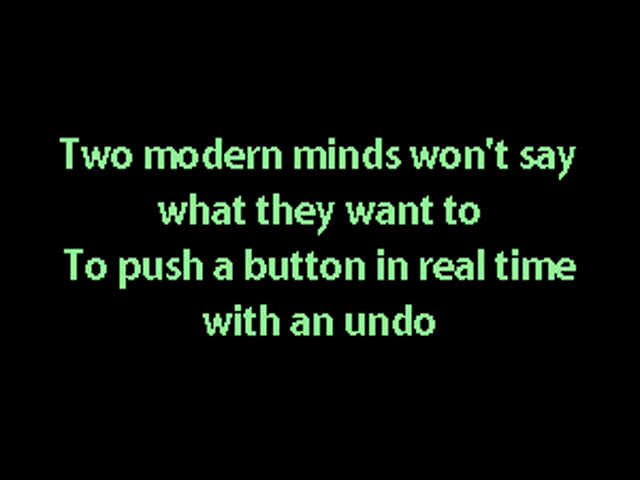 Two modern minds won't say
what they want to
To push a button in real time
with an undo